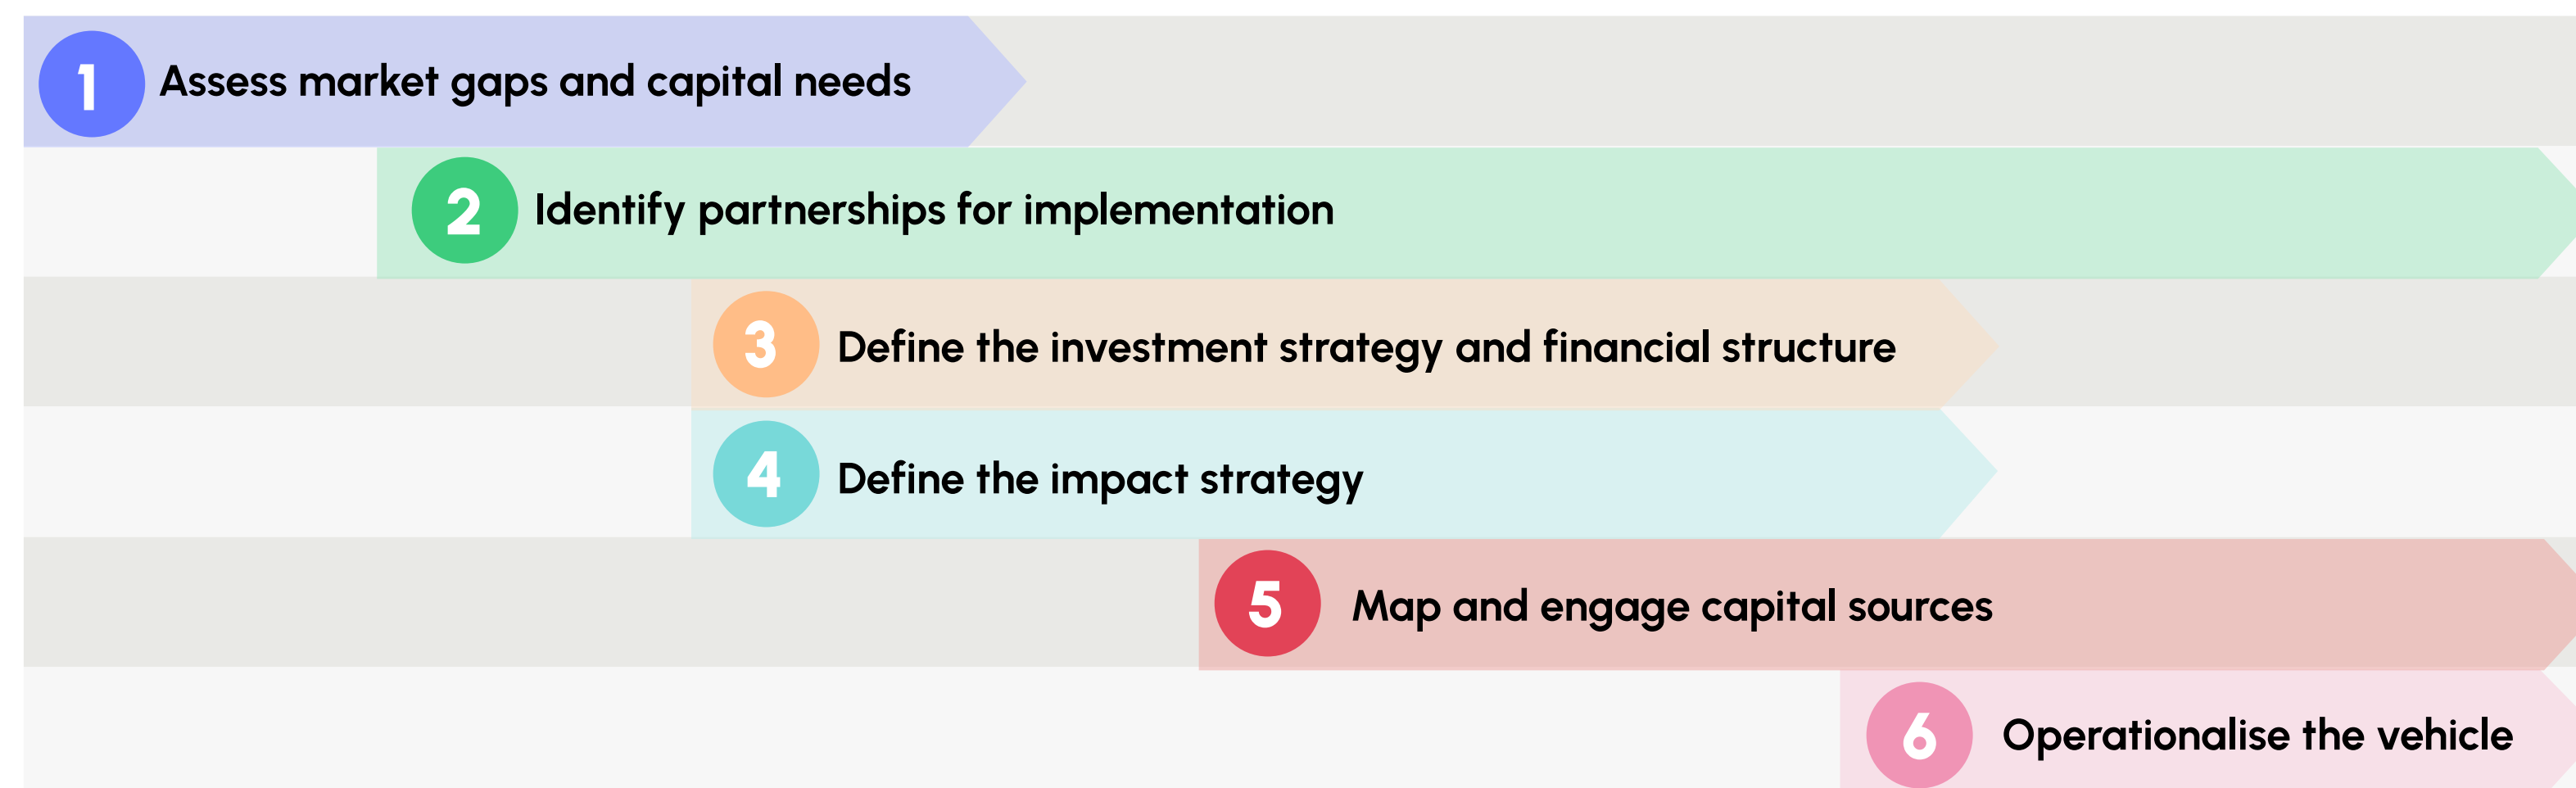 1 Assess market gaps and capital needs
2 Identify partnerships for implementation
3 Define the investment strategy and financial structure
4 Define the impact strategy
5 Map and engage capital sources
6 Operationalise the vehicle